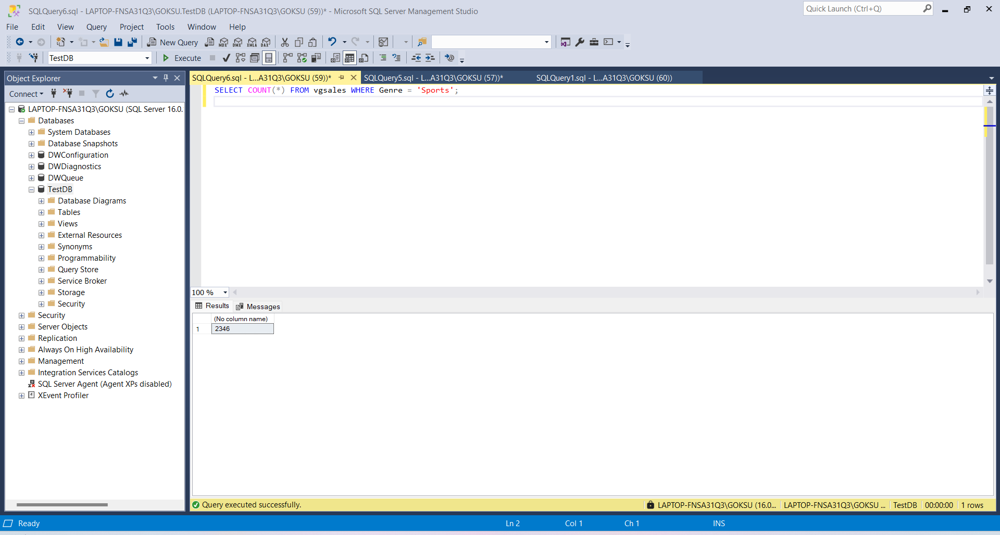 SQLQuery6.sql - LAPTOP-FNSA31Q3\GOKSU.TestDB (LAPTOP-FNSA31Q3\GOKSU (59))* - Microsoft SQL Server Management Studio
Quick Launch (Ctrl+Q)
File Edit View Query Project Tools Window Help
New Query MDX DMX XMLA DAX
TestDB Execute
Object Explorer
Connect
LAPTOP-FNSA31Q3\GOKSU (SQL Server 16.0.
Databases
System Databases
Database Snapshots
DWConfiguration
DWDiagnostics
DWQueue
TestDB
Database Diagrams
Tables
Views
External Resources
Synonyms
Programmability
Query Store
Service Broker
Storage
Security
Security
Server Objects
Replication
Always On High Availability
Management
Integration Services Catalogs
SQL Server Agent (Agent XPs disabled)
XEvent Profiler
SQLQuery6.sql - L...A31Q3\GOKSU (59))* SQLQuery5.sql - L...A31Q3\GOKSU (57))* SQLQuery1.sql - L...A31Q3\GOKSU (60))
SELECT COUNT(*) FROM vgsales WHERE Genre = 'Sports';
100 %
Results Messages
(No column name)
1 2346
Query executed successfully. LAPTOP-FNSA31Q3\GOKSU (16.0... LAPTOP-FNSA31Q3\GOKSU ... TestDB 00:00:00 1 rows
Ready Ln 2 Col 1 Ch 1 INS